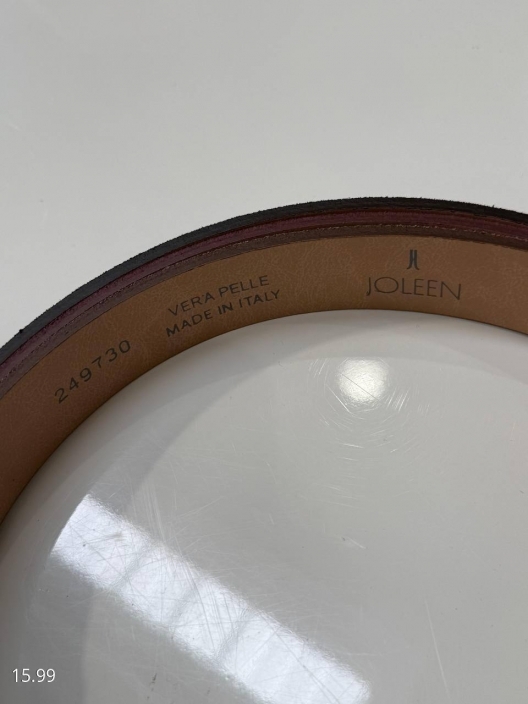 JOLEEN
VERA PELLE
MADE IN ITALY
249730
15.99